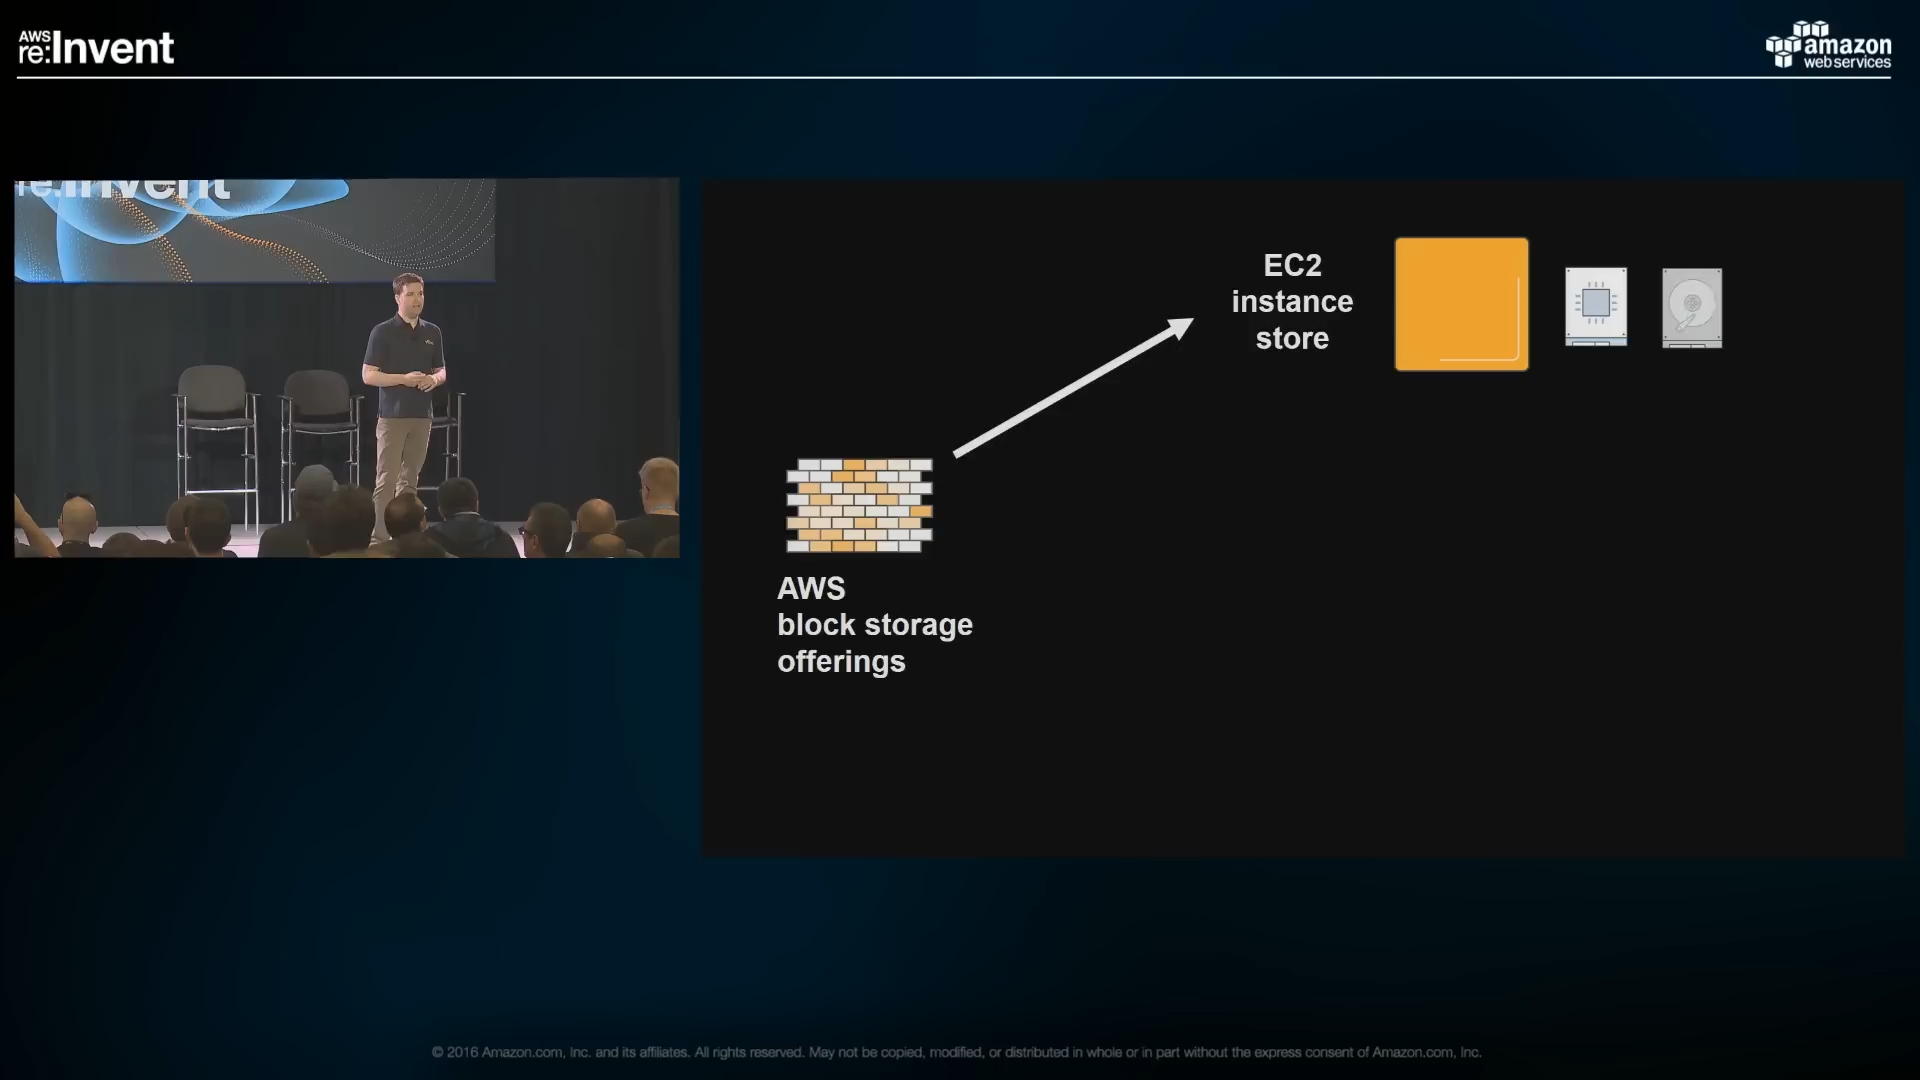 AWS
re:Invent
amazon
web services
re:Invent
EC2
instance
store
AWS
block storage
offerings
© 2016 Amazon.com, Inc. and its affiliates. All rights reserved. May not be copied, modified, or distributed in whole or in part without the express consent of Amazon.com, Inc.